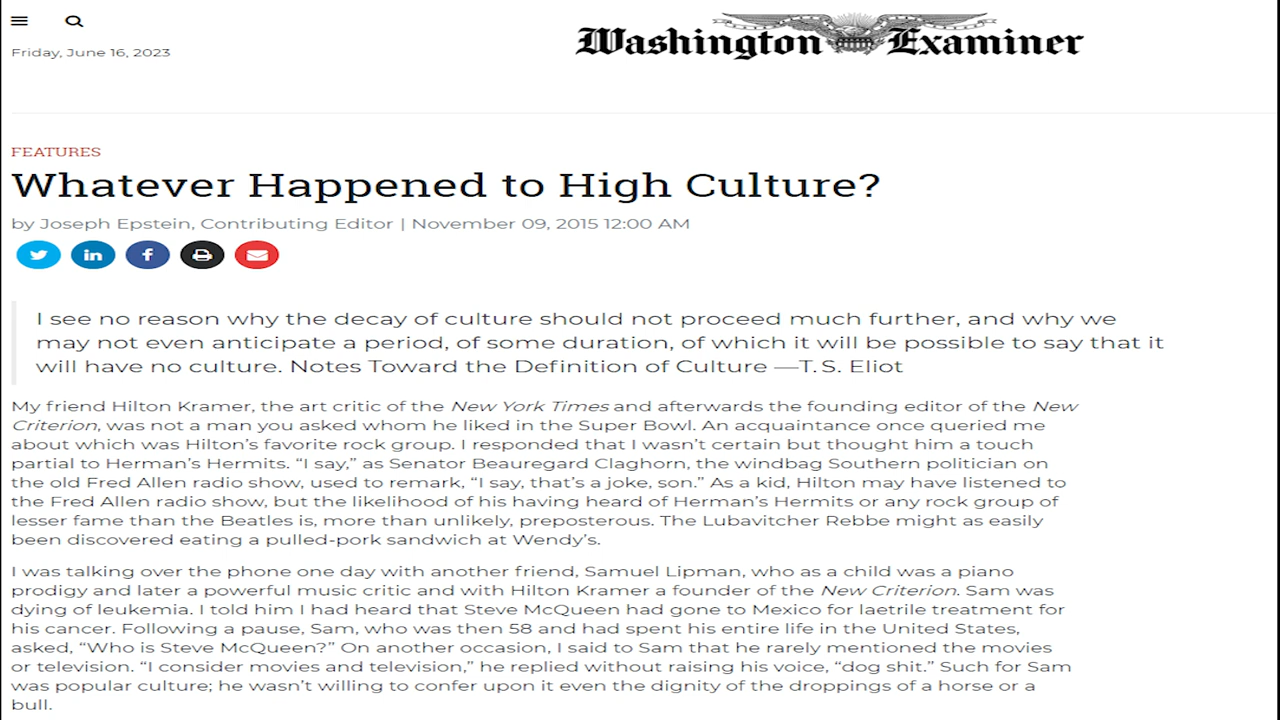 Washington Examiner
Friday, June 16, 2023
FEATURES
Whatever Happened to High Culture?
by Joseph Epstein, Contributing Editor | November 09, 2015 12:00 AM
I see no reason why the decay of culture should not proceed much further, and why we
may not even anticipate a period, of some duration, of which it will be possible to say that it
will have no culture. Notes Toward the Definition of Culture —T. S. Eliot
My friend Hilton Kramer, the art critic of the New York Times and afterwards the founding editor of the New
Criterion, was not a man you asked whom he liked in the Super Bowl. An acquaintance once queried me
about which was Hilton's favorite rock group. I responded that I wasn't certain but thought him a touch
partial to Herman's Hermits. “I say,” as Senator Beauregard Claghorn, the windbag Southern politician on
the old Fred Allen radio show, used to remark, “I say, that's a joke, son.” As a kid, Hilton may have listened to
the Fred Allen radio show, but the likelihood of his having heard of Herman's Hermits or any rock group of
lesser fame than the Beatles is, more than unlikely, preposterous. The Lubavitcher Rebbe might as easily
been discovered eating a pulled-pork sandwich at Wendy's.
I was talking over the phone one day with another friend, Samuel Lipman, who as a child was a piano
prodigy and later a powerful music critic and with Hilton Kramer a founder of the New Criterion. Sam was
dying of leukemia. I told him I had heard that Steve McQueen had gone to Mexico for laetrile treatment for
his cancer. Following a pause, Sam, who was then 58 and had spent his entire life in the United States,
asked, “Who is Steve McQueen?” On another occasion, I said to Sam that he rarely mentioned the movies
or television. “I consider movies and television,” he replied without raising his voice, “dog shit.” Such for Sam
was popular culture; he wasn't willing to confer upon it even the dignity of the droppings of a horse or a
bull.